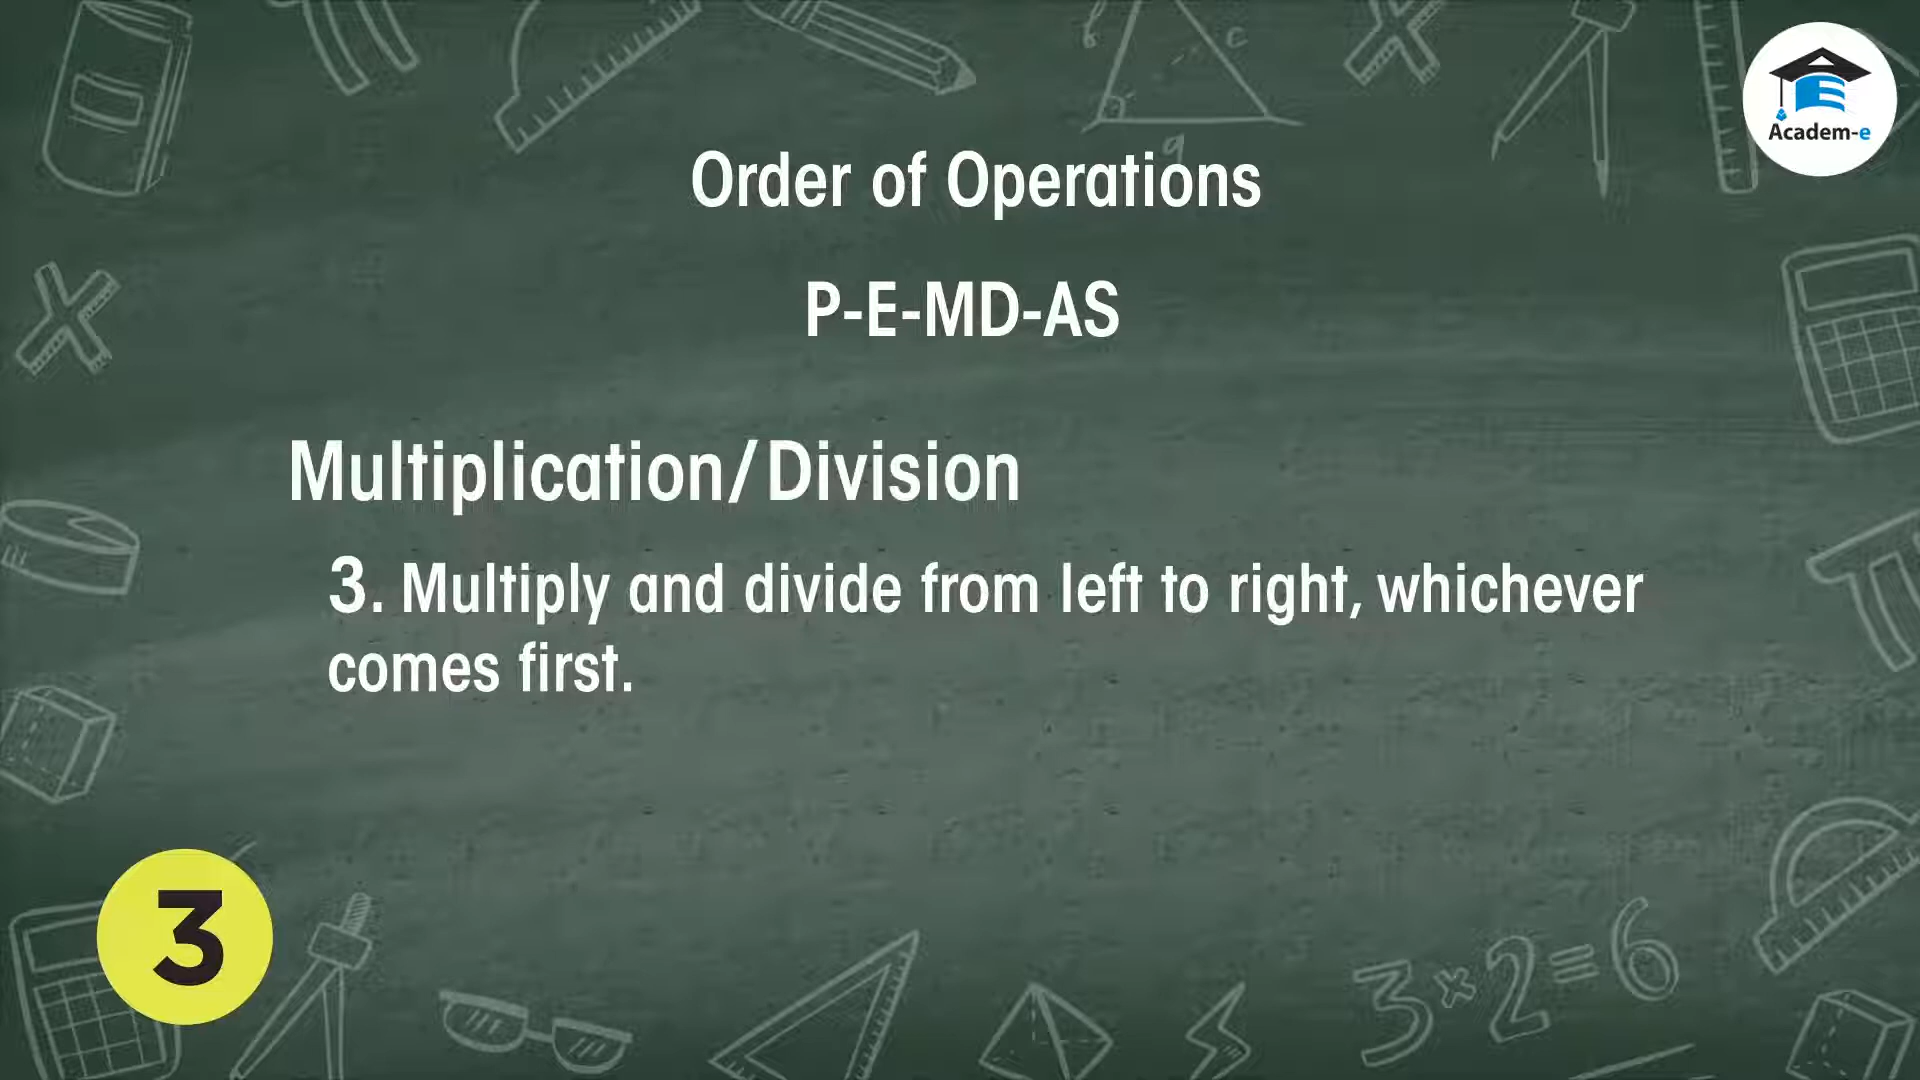 b
c
a
Academ-e
Order of Operations
P-E-MD-AS
Multiplication/Division
3. Multiply and divide from left to right, whichever
comes first.
3
3×2=6